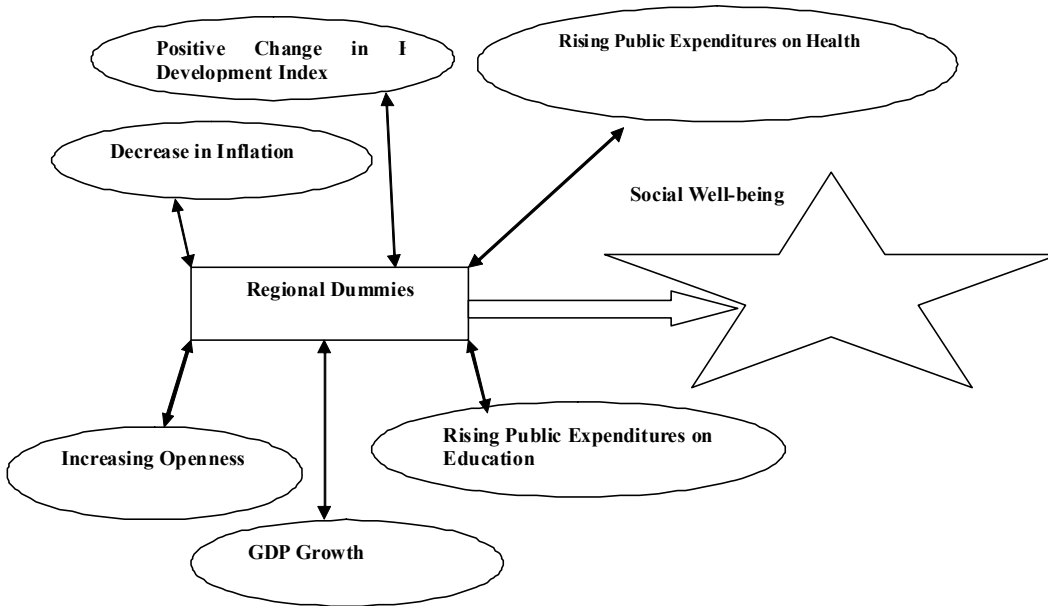 Positive Change in
Development Index
Rising Public Expenditures on Health
Decrease in Inflation
Social Well-being
Regional Dummies
Rising Public Expenditures on
Education
Increasing Openness
GDP Growth